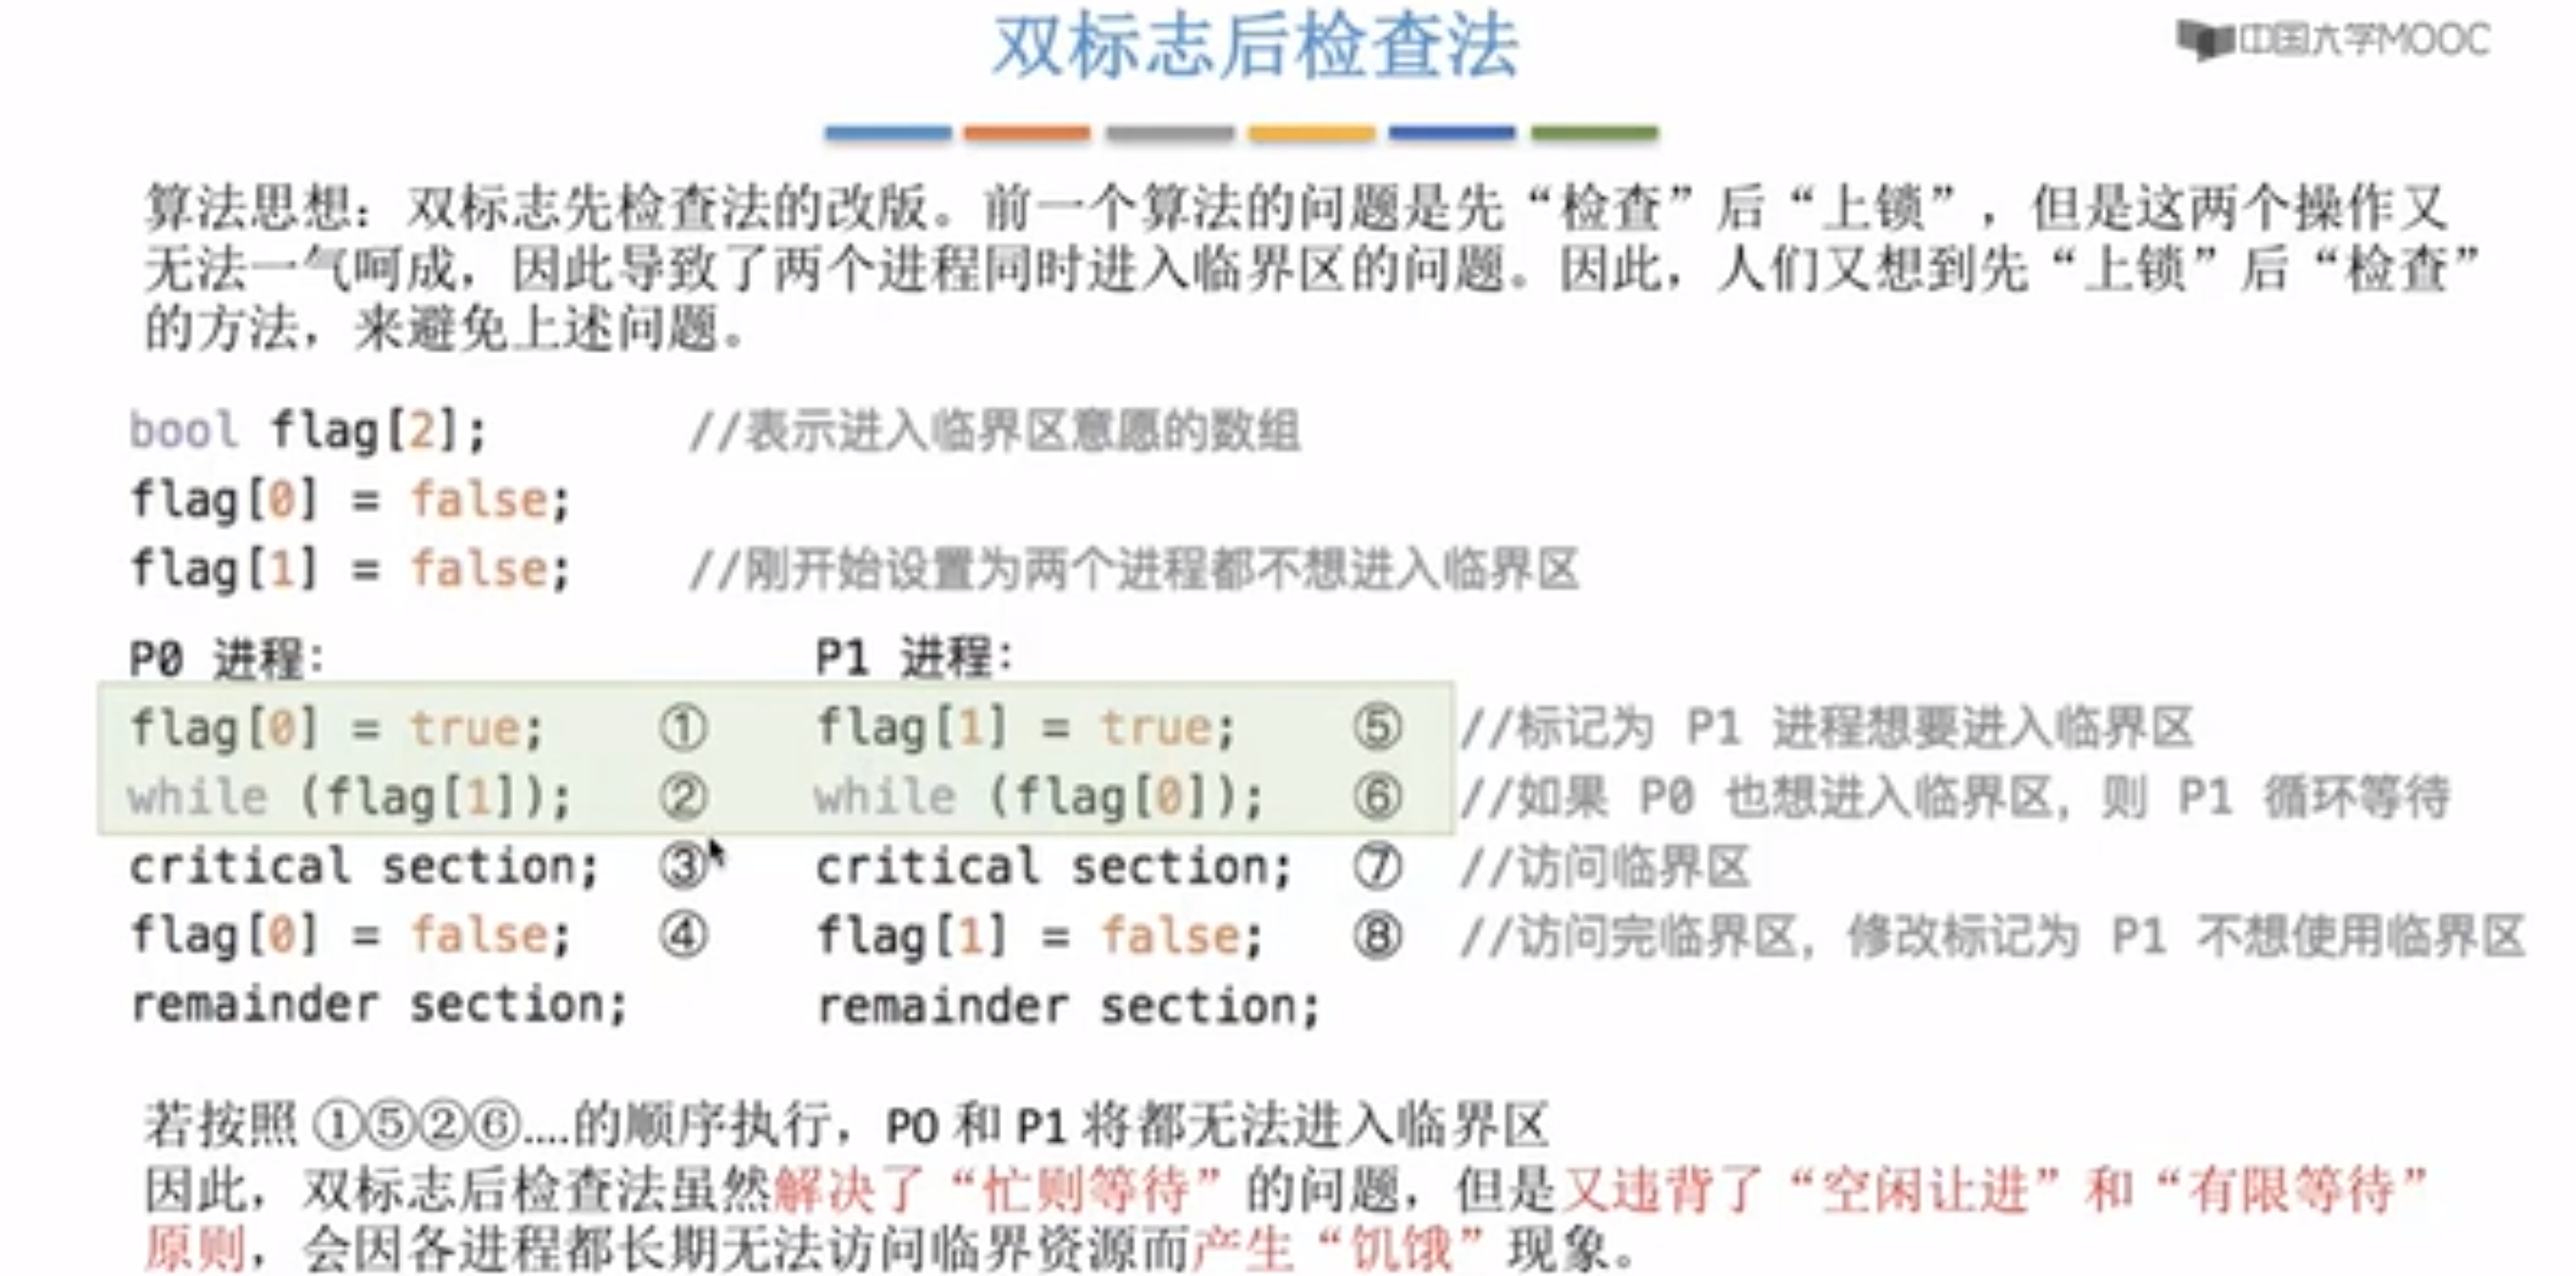 双标志后检查法
中国大学MOOC
算法思想：双标志先检查法的改版。前一个算法的问题是先“检查”后“上锁”，但是这两个操作又
无法一气呵成，因此导致了两个进程同时进入临界区的问题。因此，人们又想到先“上锁”后“检查”
的方法，来避免上述问题。
bool flag[2]; //表示进入临界区意愿的数组
flag[0] = false;
flag[1] = false; //刚开始设置为两个进程都不想进入临界区
P0 进程: P1 进程:
flag[0] = true; ① flag[1] = true; ⑤ //标记为 P1 进程想要进入临界区
while (flag[1]); ② while (flag[0]); ⑥ //如果 P0 也想进入临界区，则 P1 循环等待
critical section; ③ critical section; ⑦ //访问临界区
flag[0] = false; ④ flag[1] = false; ⑧ //访问完临界区，修改标记为 P1 不想使用临界区
remainder section; remainder section;
若按照 ①⑤②⑥....的顺序执行，P0 和 P1 将都无法进入临界区
因此，双标志后检查法虽然解决了“忙则等待”的问题，但是又违背了“空闲让进”和“有限等待”
原则，会因各进程都长期无法访问临界资源而产生“饥饿”现象。